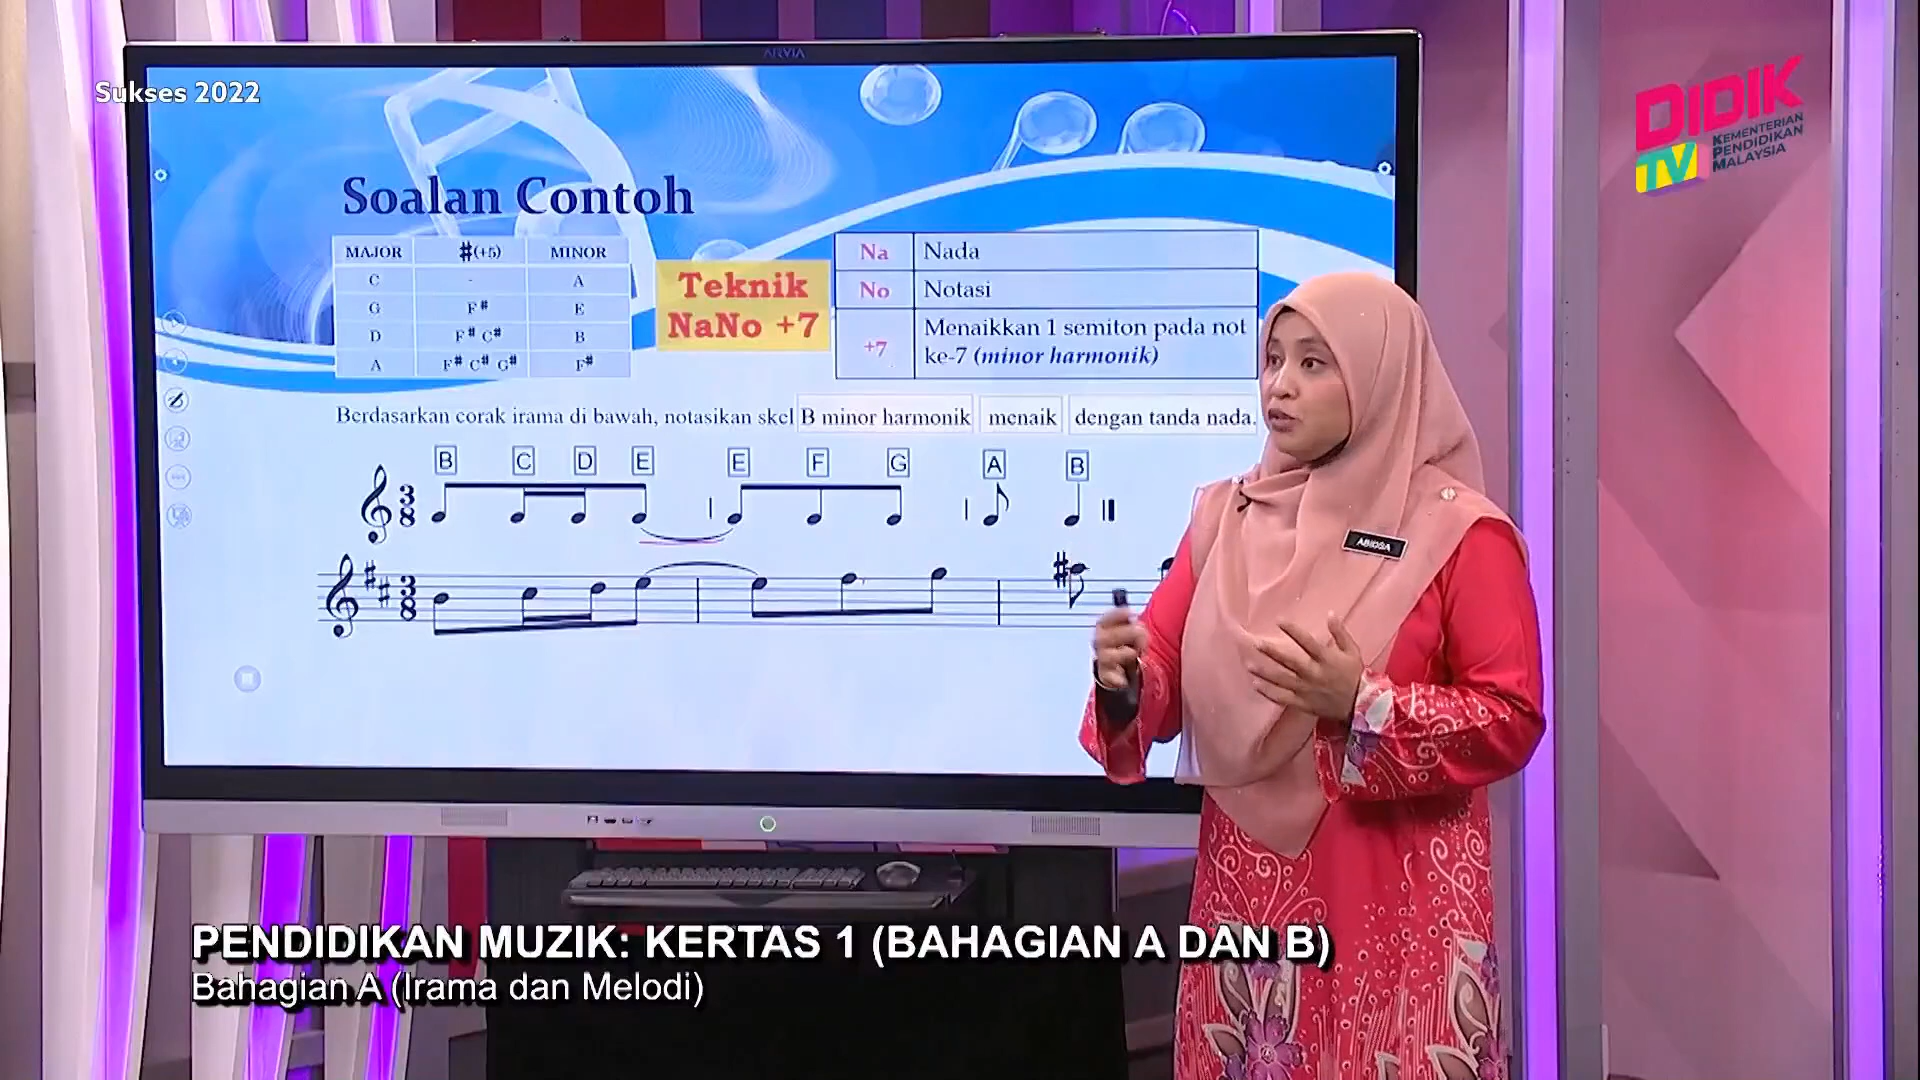 ARVIA
Sukses 2022
DIDIK
TV
KEMENTERIAN
PENDIDIKAN
MALAYSIA
Soalan Contoh
MAJOR #(+5) MINOR
C - A
G F# E
D F# C# B
A F# C# G# F#
Teknik
NaNo +7
Na Nada
No Notasi
+7 Menaikkan 1 semiton pada not
ke-7 (minor harmonik)
Berdasarkan corak irama di bawah, notasikan skel B minor harmonik menaik dengan tanda nada.
B C D E E F G A B
3
8
3
8
ABIDSA
PENDIDIKAN MUZIK: KERTAS 1 (BAHAGIAN A DAN B)
Bahagian A (Irama dan Melodi)